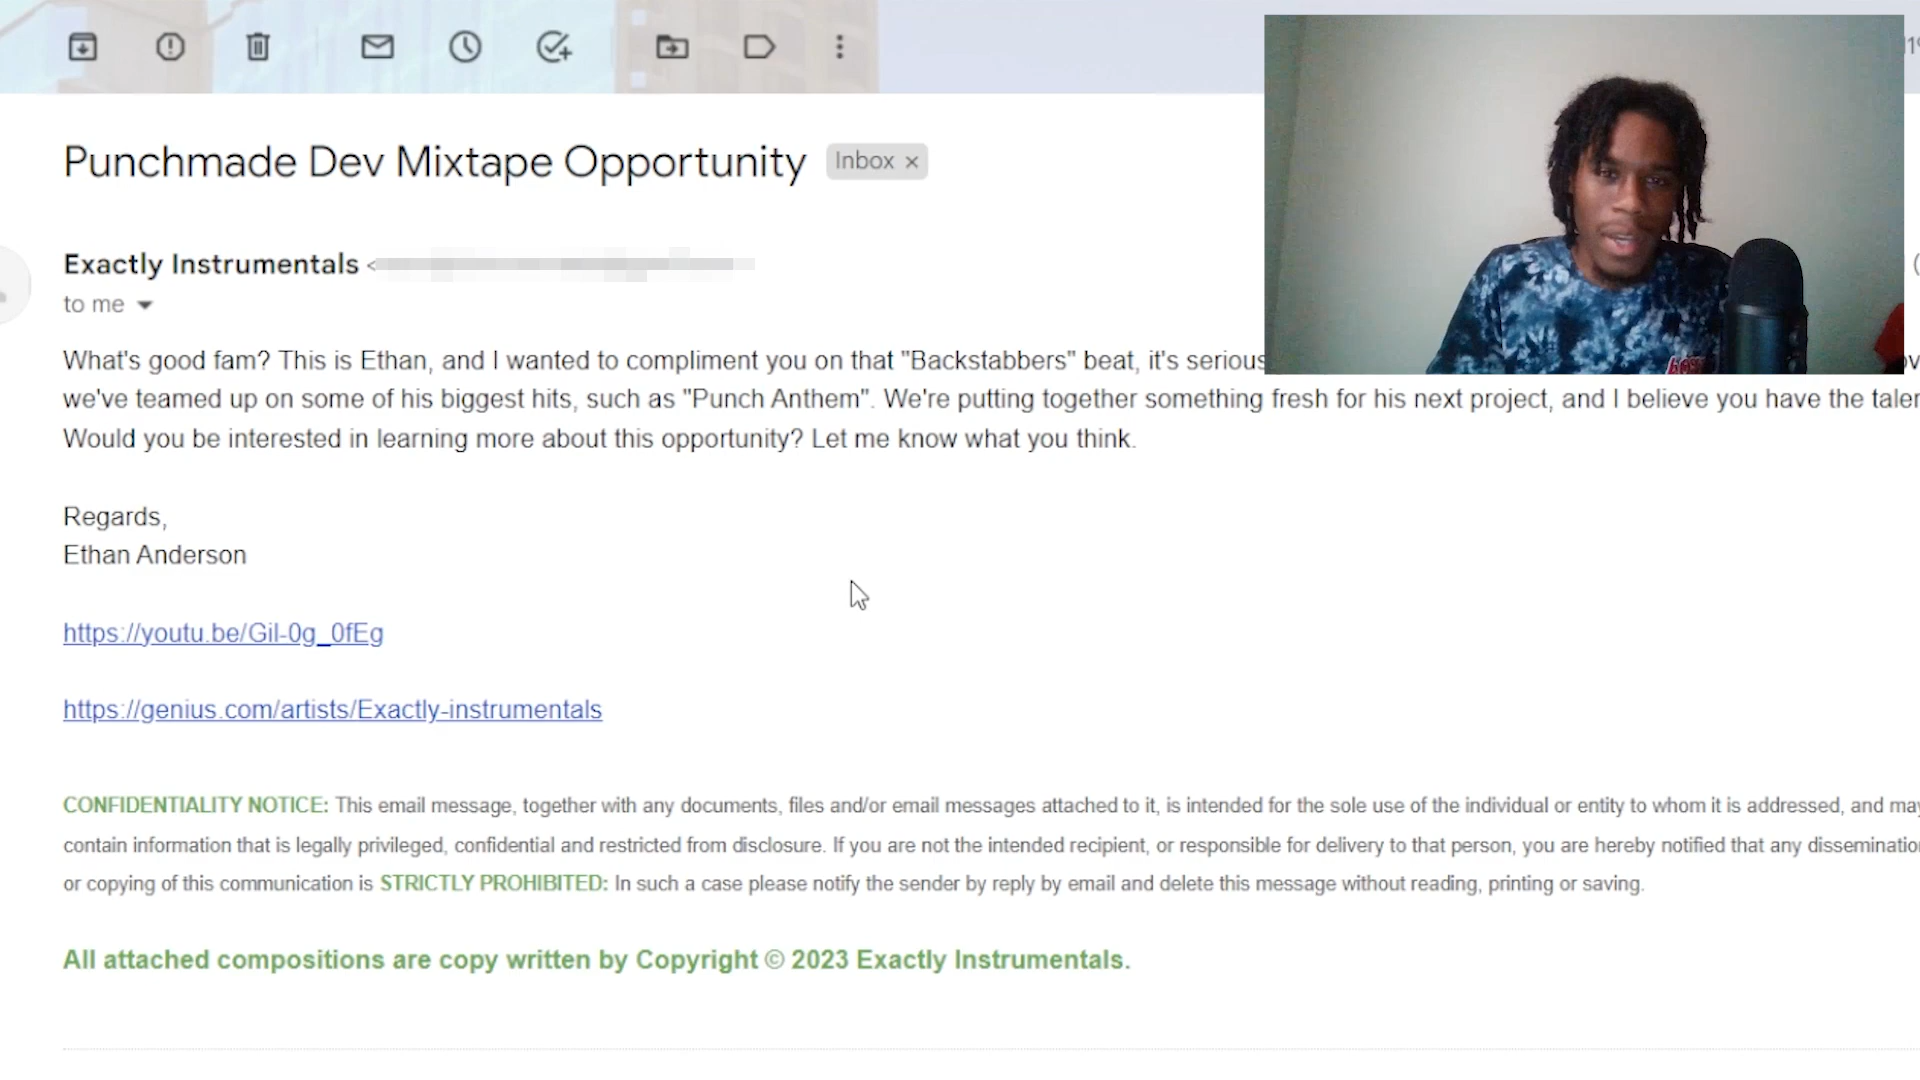 Punchmade Dev Mixtape Opportunity Inbox ×
Exactly Instrumentals <
to me
What's good fam? This is Ethan, and I wanted to compliment you on that "Backstabbers" beat, it's
we've teamed up on some of his biggest hits, such as "Punch Anthem". We're putting together something fresh for his next project, and I believe you have the
Would you be interested in learning more about this opportunity? Let me know what you think.
Regards,
Ethan Anderson
https://youtu.be/Gil-0g_0fEg
https://genius.com/artists/Exactly-instrumentals
CONFIDENTIALITY NOTICE: This email message, together with any documents, files and/or email messages attached to it, is intended for the sole use of the individual or entity to whom it is addressed, and may
contain information that is legally privileged, confidential and restricted from disclosure. If you are not the intended recipient, or responsible for delivery to that person, you are hereby notified that any
or copying of this communication is STRICTLY PROHIBITED: In such a case please notify the sender by reply by email and delete this message without reading, printing or saving.
All attached compositions are copy written by Copyright © 2023 Exactly Instrumentals.